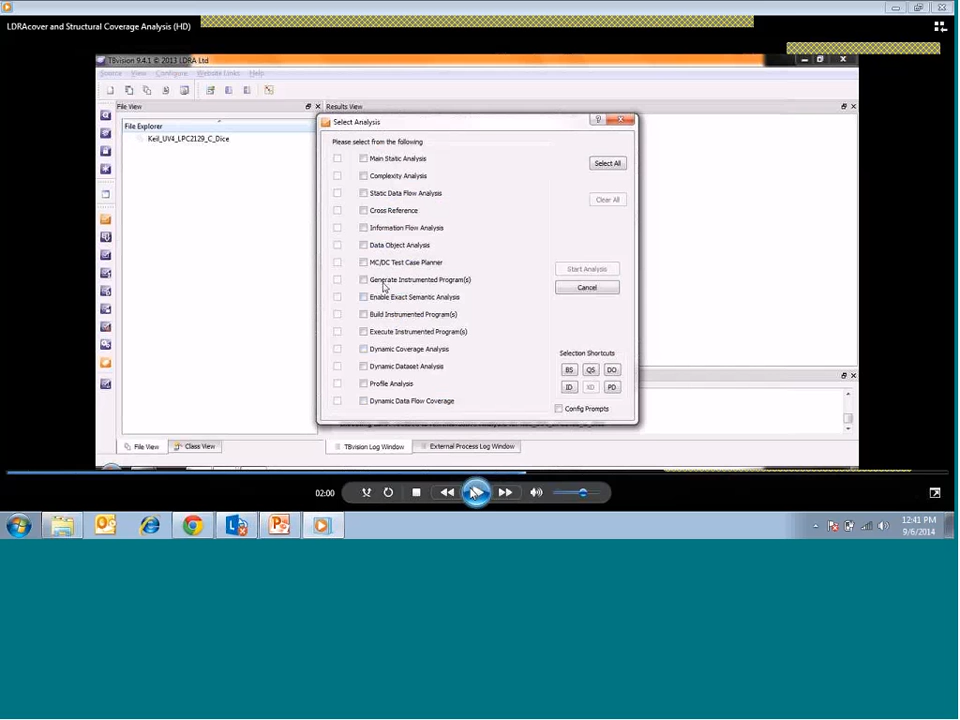 LDRAcover and Structural Coverage Analysis (HD)
TBvision 9.4.1 © 2013 LDRA Ltd
Source View Configure Website Links Help
File View
Results View
File Explorer
Keil_UV4_LPC2129_C_Dice
Select Analysis
Please select from the following
Main Static Analysis
Select All
Complexity Analysis
Static Data Flow Analysis
Clear All
Cross Reference
Information Flow Analysis
Data Object Analysis
MC/DC Test Case Planner
Start Analysis
Generate Instrumented Program(s)
Cancel
Enable Exact Semantic Analysis
Build Instrumented Program(s)
Execute Instrumented Program(s)
Dynamic Coverage Analysis
Selection Shortcuts
Dynamic Dataset Analysis
BS QS DO
Profile Analysis
ID XD PD
Dynamic Data Flow Coverage
Config Prompts
File View
Class View
TBvision Log Window
External Process Log Window
02:00
12:41 PM
9/6/2014